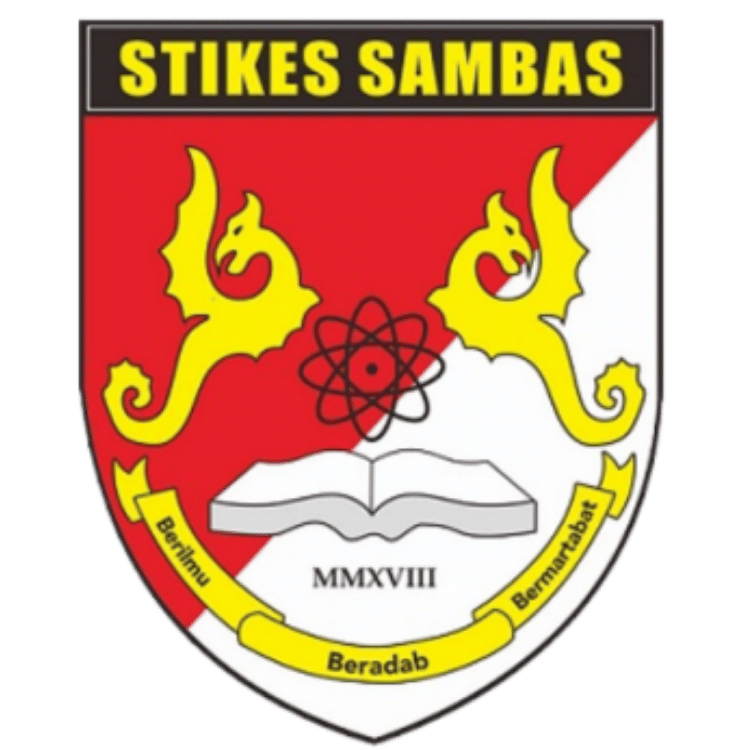 STIKES SAMBAS
MMXVIII
Berilmu
Beradab
Bermartabat